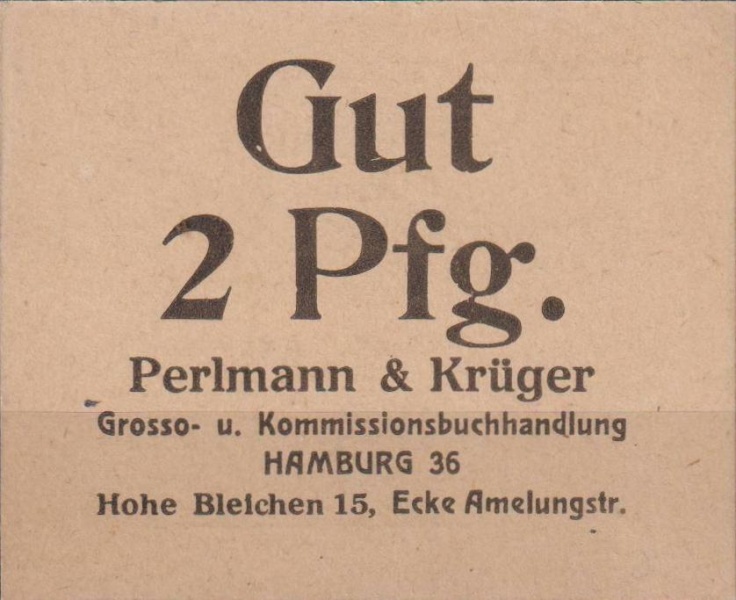 Gut
2 Pfg.
Perlmann & Krüger
Grosso- u. Kommissionsbuchhandlung
HAMBURG 36
Hohe Bleichen 15, Ecke Amelungstr.